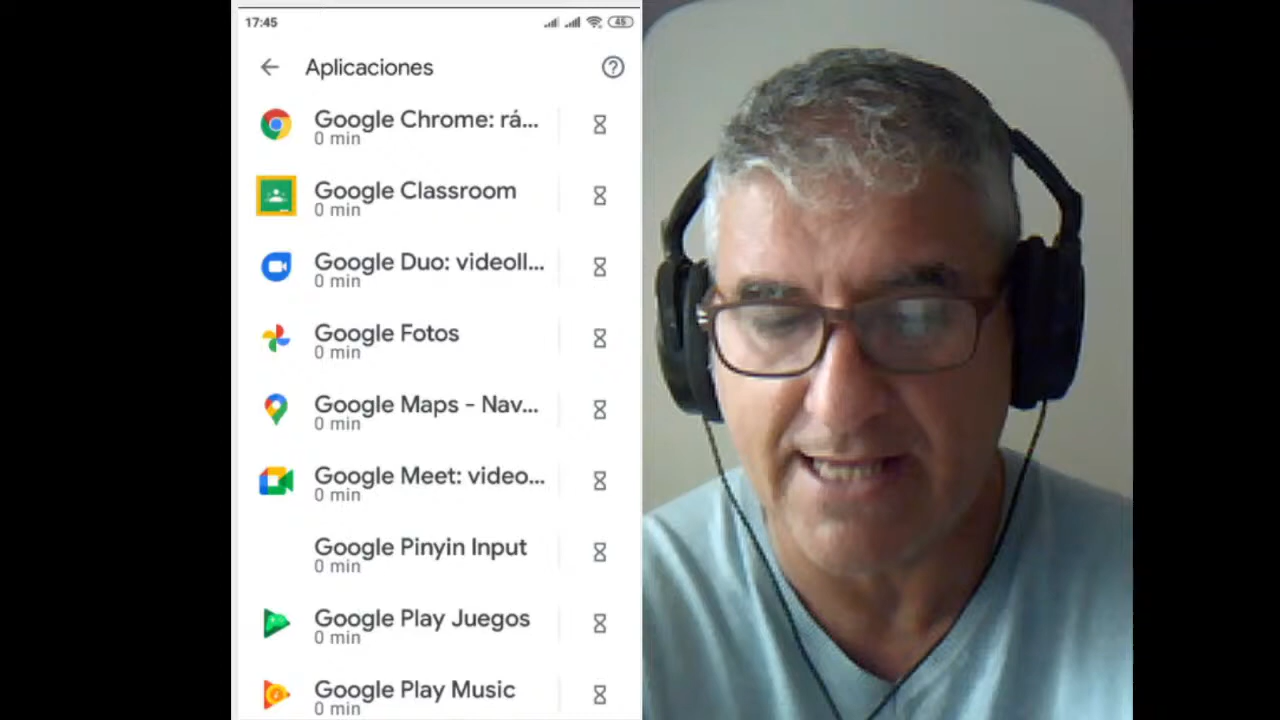 17:45
45
Aplicaciones
Google Chrome: rá...
0 min
Google Classroom
0 min
Google Duo: videoll...
0 min
Google Fotos
0 min
Google Maps - Nav...
0 min
Google Meet: video...
0 min
Google Pinyin Input
0 min
Google Play Juegos
0 min
Google Play Music
0 min